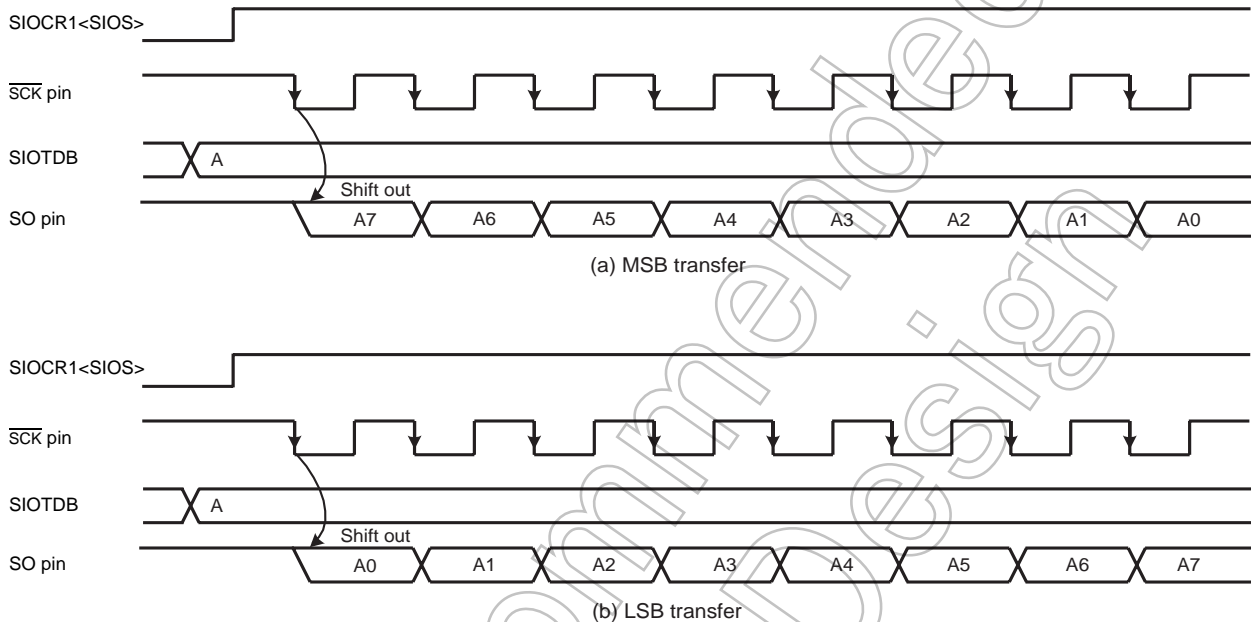 SIOCR1<SIOS>
SCK pin
SIOTDB
A
Shift out
SO pin
A7 A6 A5 A4 A3 A2 A1 A0
(a) MSB transfer
SIOCR1<SIOS>
SCK pin
SIOTDB
A
Shift out
SO pin
A0 A1 A2 A3 A4 A5 A6 A7
(b) LSB transfer